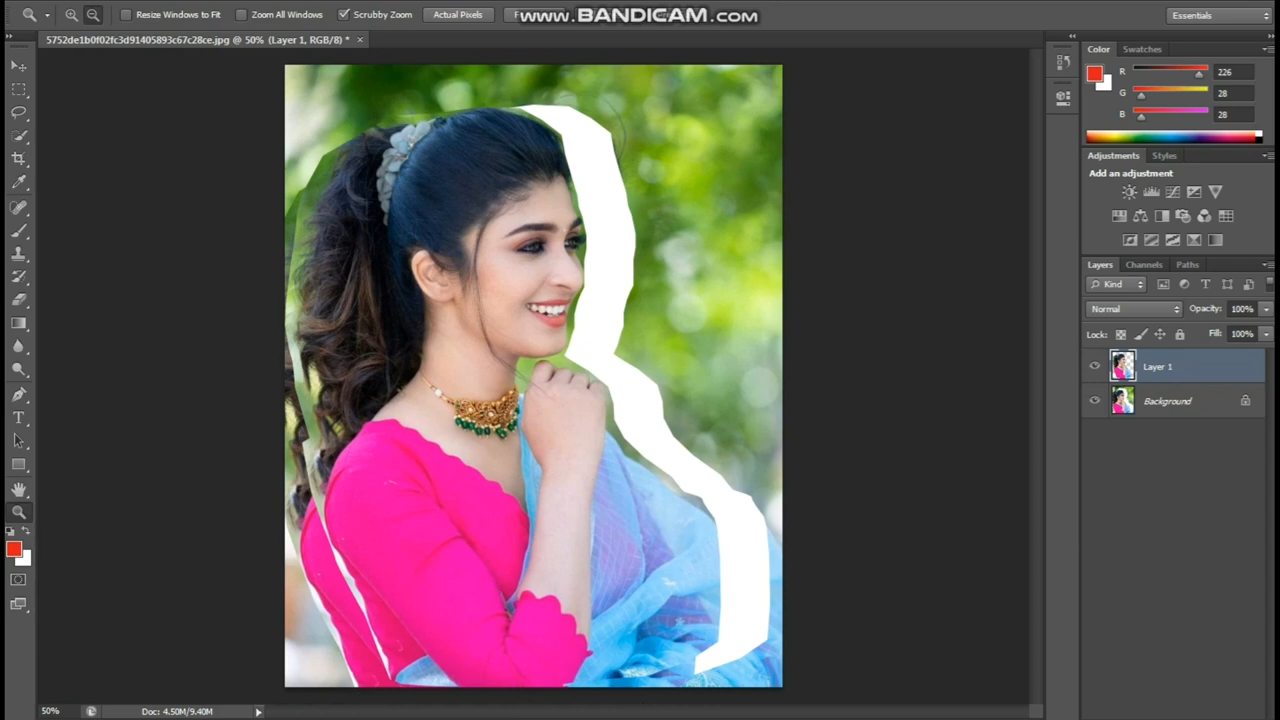 Resize Windows to Fit
Zoom All Windows
Scrubby Zoom
Actual Pixels
www.BANDICAM.com
Essentials
5752de1b0f02fc3d91405893c67c28ce.jpg @ 50% (Layer 1, RGB/8) *
Color
Swatches
R
226
G
28
B
28
Adjustments
Styles
Add an adjustment
Layers
Channels
Paths
Kind
Normal
Opacity: 100%
Lock:
Fill: 100%
Layer 1
Background
50%
Doc: 4.50M/9.40M